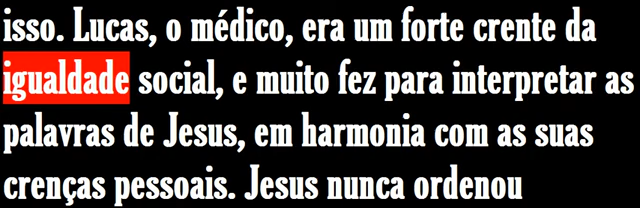 isso. Lucas, o médico, era um forte crente da
igualdade social, e muito fez para interpretar as
palavras de Jesus, em harmonia com as suas
crenças pessoais. Jesus nunca ordenou